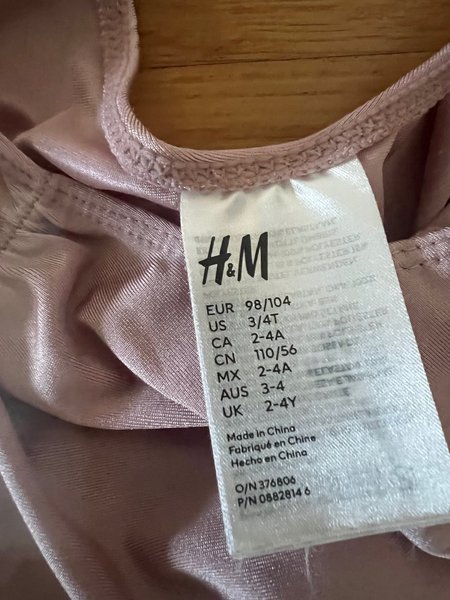 H&M
EUR 98/104
US 3/4T
CA 2-4A
CN 110/56
MX 2-4A
AUS 3-4
UK 2-4Y
Made in China
Fabriqué en Chine
Hecho en China
O/N 376806
P/N 0882814 6